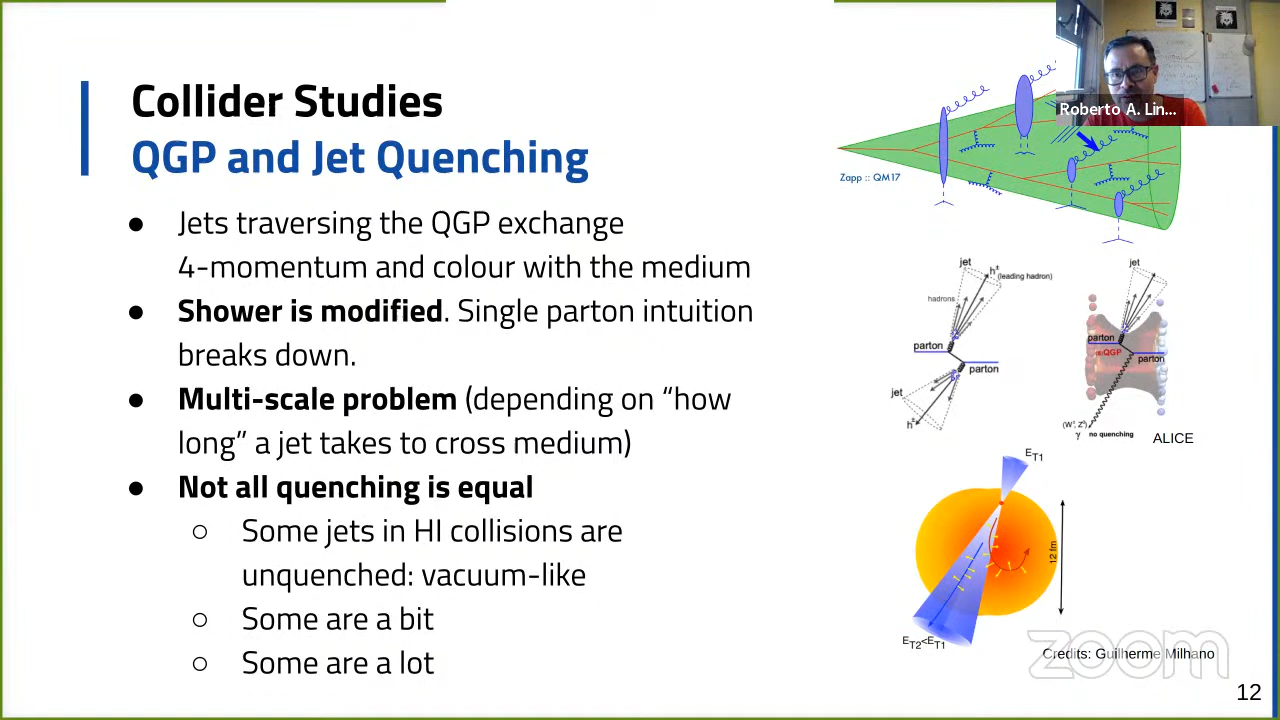 Collider Studies
QGP and Jet Quenching
● Jets traversing the QGP exchange
4-momentum and colour with the medium
● Shower is modified. Single parton intuition
breaks down.
● Multi-scale problem (depending on “how
long” a jet takes to cross medium)
● Not all quenching is equal
○ Some jets in HI collisions are
unquenched: vacuum-like
○ Some are a bit
○ Some are a lot
Roberto A. Lin...
Zapp :: QM17
jet
h± (leading hadron)
hadrons
parton
parton
jet
h±
jet
parton
QGP
parton
(W±, Z⁰)
γ no quenching
ALICE
ET1
12 fm
ET2<ET1
zoom
Credits: Guilherme Milhano
12